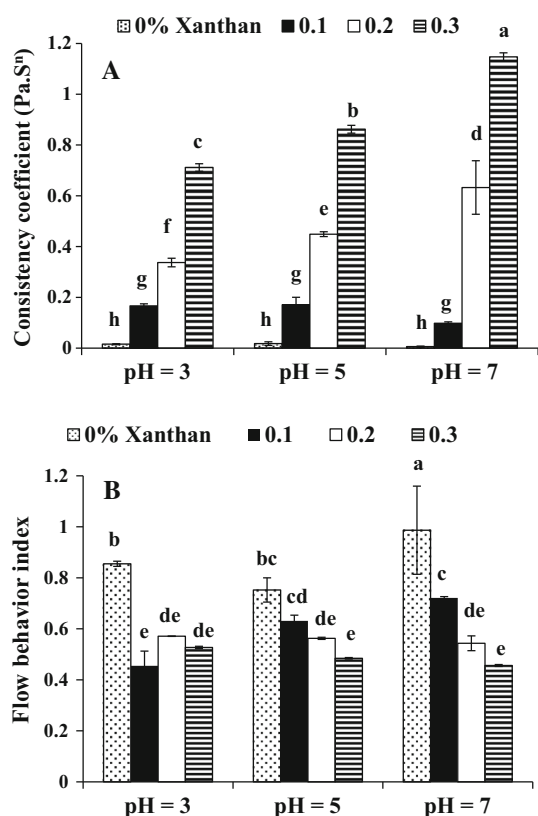 0% Xanthan 0.1 0.2 0.3
A
Consistency coefficient (Pa.Sⁿ)
1.2
1
0.8
0.6
0.4
0.2
0
h g f c
h g e b
h g d a
pH = 3 pH = 5 pH = 7
0% Xanthan 0.1 0.2 0.3
B
Flow behavior index
1.2
1
0.8
0.6
0.4
0.2
0
b e de de
bc cd de e
a c de e
pH = 3 pH = 5 pH = 7